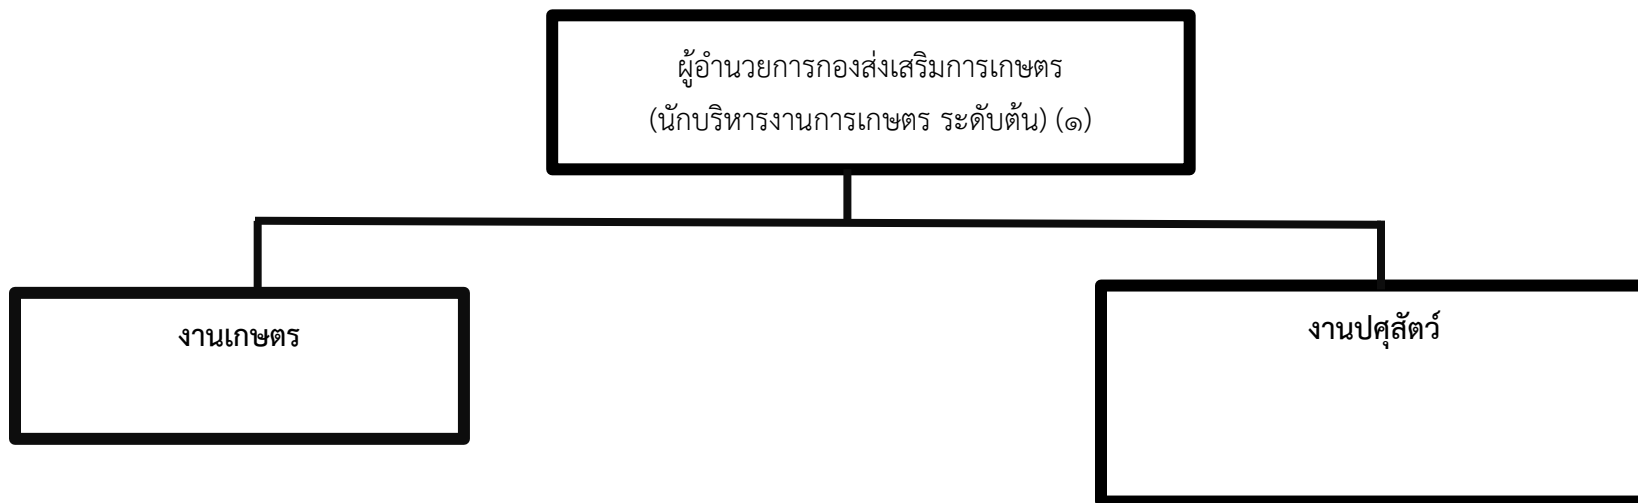 ผู้อำนวยการกองส่งเสริมการเกษตร
(นักบริหารงานการเกษตร ระดับต้น) (๑)
งานเกษตร
งานปศุสัตว์